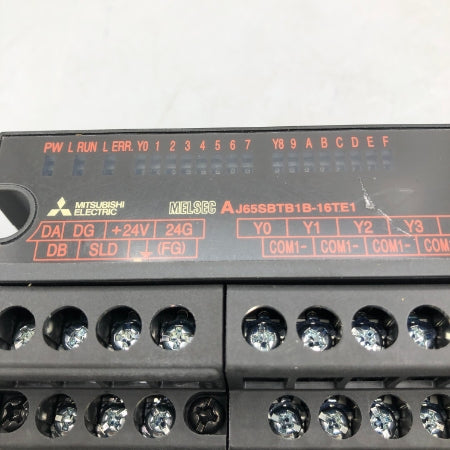 PW L RUN L ERR. Y0 1 2 3 4 5 6 7 Y8 9 A B C D E F
MITSUBISHI
ELECTRIC
MELSEC AJ65SBTB1B-16TE1
DA DG +24V 24G Y0 Y1 Y2 Y3
DB SLD (FG) COM1- COM1- COM1- COM1-